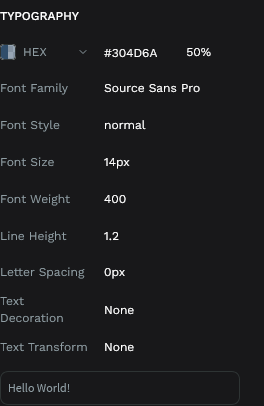 TYPOGRAPHY
HEX #304D6A 50%
Font Family Source Sans Pro
Font Style normal
Font Size 14px
Font Weight 400
Line Height 1.2
Letter Spacing 0px
Text
Decoration None
Text Transform None
Hello World!